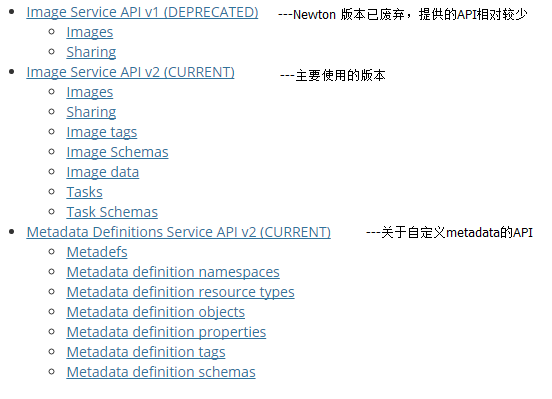 Image Service API v1 (DEPRECATED) ---Newton 版本已废弃，提供的API相对较少
Images
Sharing
Image Service API v2 (CURRENT) ---主要使用的版本
Images
Sharing
Image tags
Image Schemas
Image data
Tasks
Task Schemas
Metadata Definitions Service API v2 (CURRENT) ---关于自定义metadata的API
Metadefs
Metadata definition namespaces
Metadata definition resource types
Metadata definition objects
Metadata definition properties
Metadata definition tags
Metadata definition schemas